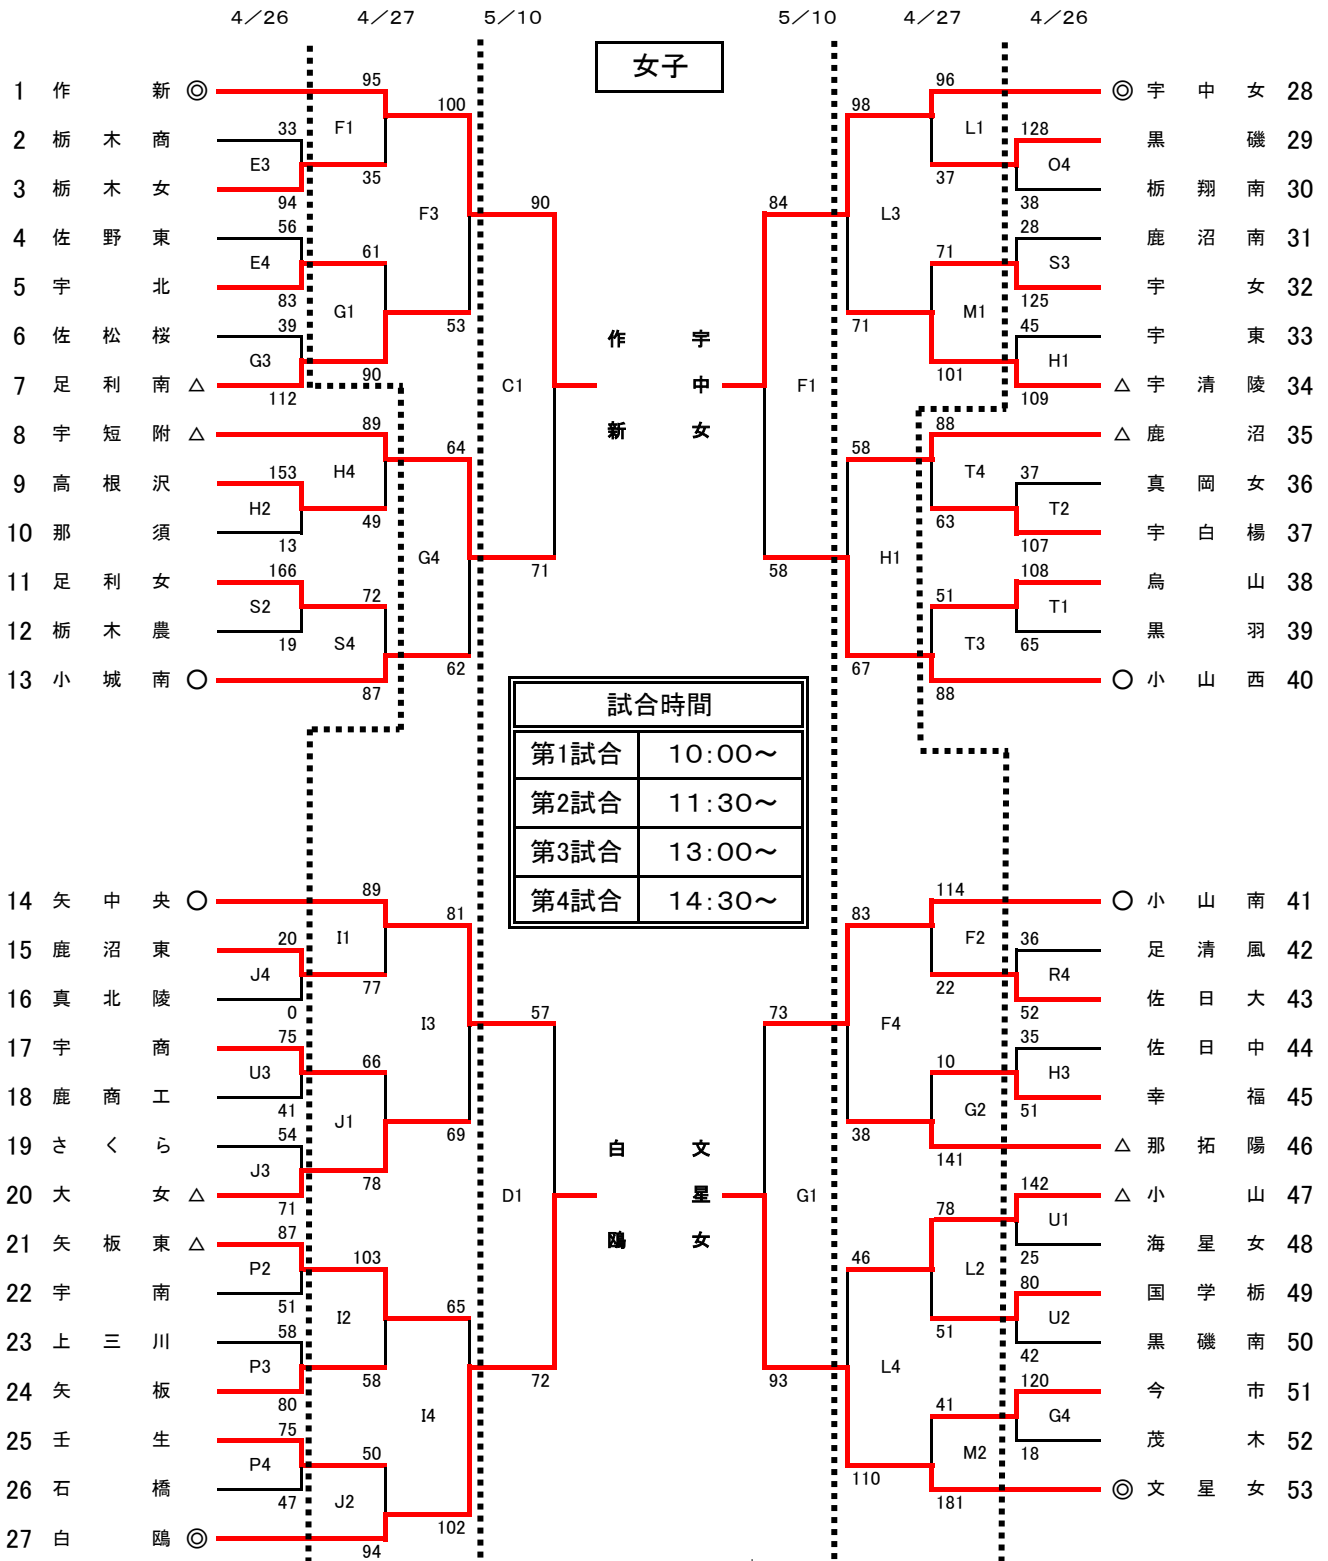 4/26 4/27 5/10 5/10 4/27 4/26
女子
1 作新 ◎ 95 100 98 96 ◎ 宇中女 28
2 栃木商 33 F1 L1 128 黒磯 29
E3 O4
3 栃木女 94 35 37 38 栃翔南 30
F3 90 84 L3
4 佐野東 56 61 71 28 鹿沼南 31
E4 S3
5 宇北 83 G1 53 71 M1 125 宇女 32
6 佐松桜 39 45 宇東 33
G3 H1
7 足利南 △ 112 90 C1 作新 宇中女 F1 101 109 △ 宇清陵 34
8 宇短附 △ 89 64 58 88 △ 鹿沼 35
9 高根沢 153 H4 T4 37 真岡女 36
H2 T2
10 那須 13 49 63 107 宇白楊 37
G4 71 58 H1
11 足利女 166 72 51 108 烏山 38
S2 T1
12 栃木農 19 S4 T3 65 黒羽 39
13 小城南 ○ 87 62 67 88 ○ 小山西 40
試合時間
第1試合 10:00～
第2試合 11:30～
第3試合 13:00～
第4試合 14:30～
14 矢中央 ○ 89 81 83 114 ○ 小山南 41
15 鹿沼東 20 I1 F2 36 足清風 42
J4 R4
16 真北陵 0 77 22 52 佐日大 43
I3 57 73 F4
17 宇商 75 66 10 35 佐日中 44
U3 H3
18 鹿商工 41 J1 G2 51 幸福 45
19 さくら 54 69 38 141 △ 那拓陽 46
J3
20 大女 △ 71 78 D1 白鴎 文星女 G1 142 △ 小山 47
78 U1
21 矢板東 △ 87 103 46 L2 25 海星女 48
P2
22 宇南 51 I2 65 80 国学栃 49
U2
23 上三川 58 51 42 黒磯南 50
P3
24 矢板 80 58 72 93 L4 120 今市 51
I4 G4
25 壬生 75 50 41 18 茂木 52
P4
26 石橋 47 J2 M2 110 181 ◎ 文星女 53
27 白鴎 ◎ 94 102